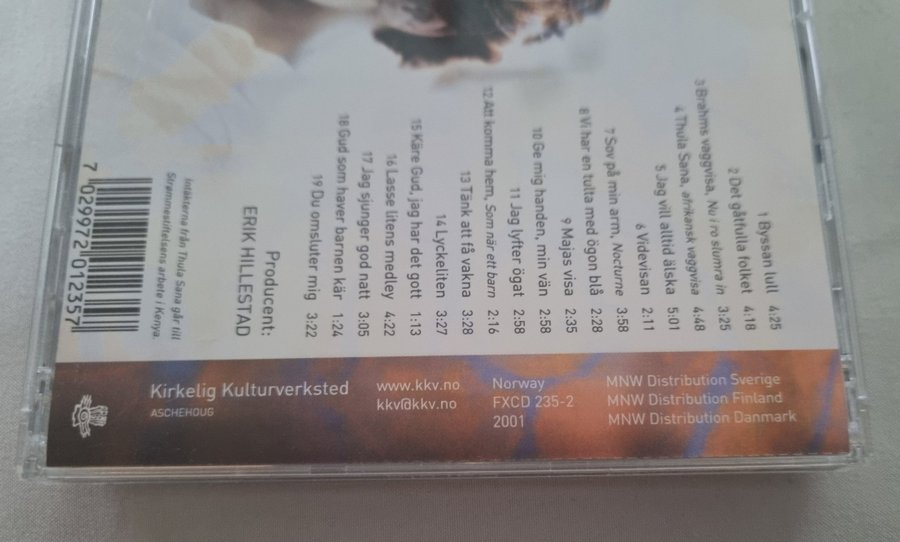 1 Byssan lull 4:25
2 Det gåtfulla folket 4:18
3 Brahms vaggvisa, Nu i ro slumra in 3:25
4 Thula Sana, afrikansk vaggvisa 4:48
5 Jag vill alltid älska 5:01
6 Videvisan 2:11
7 Sov på min arm, Nocturne 3:58
8 Vi har en tulta med ögon blå 2:28
9 Majas visa 2:35
10 Ge mig handen, min vän 2:58
11 Jag lyfter ögat 2:58
12 Att komma hem, Som när ett barn 2:16
13 Tänk att få vakna 3:28
14 Lyckeliten 3:27
15 Käre Gud, jag har det gott 1:13
16 Lasse litens medley 4:22
17 Jag sjunger god natt 3:05
18 Gud som haver barnen kär 1:24
19 Du omsluter mig 3:22
Producent:
ERIK HILLESTAD
Intäkterna från Thula Sana går till
Strømmestiftelsens arbete i Kenya.
7 029972 012357
Kirkelig Kulturverksted
ASCHEHOUG
www.kkv.no
kkv@kkv.no
Norway
FXCD 235-2
2001
MNW Distribution Sverige
MNW Distribution Finland
MNW Distribution Danmark